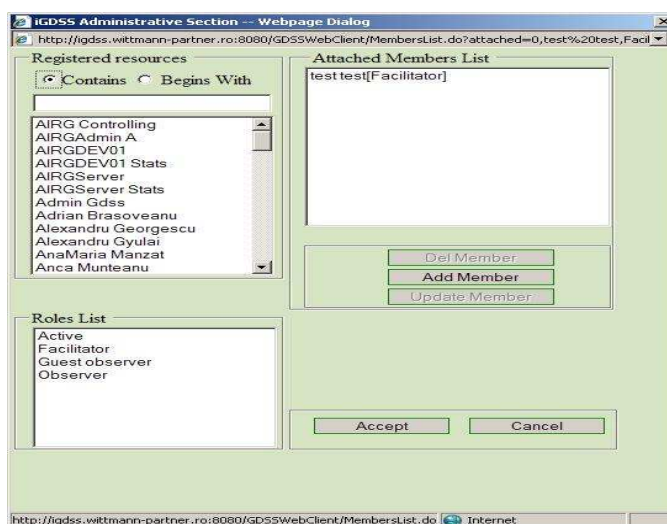 iGDSS Administrative Section -- Webpage Dialog
http://igdss.wittmann-partner.ro:8080/GDSSWebClient/MembersList.do?attached=0,test%20test,Facil
Registered resources
Contains Begins With
AIRG Controlling
AIRGAdmin A
AIRGDEV01
AIRGDEV01 Stats
AIRGServer
AIRGServer Stats
Admin Gdss
Adrian Brasoveanu
Alexandru Georgescu
Alexandru Gyulai
AnaMaria Manzat
Anca Munteanu
Roles List
Active
Facilitator
Guest observer
Observer
Attached Members List
test test[Facilitator]
Del Member
Add Member
Update Member
Accept Cancel
http://igdss.wittmann-partner.ro:8080/GDSSWebClient/MembersList.do Internet